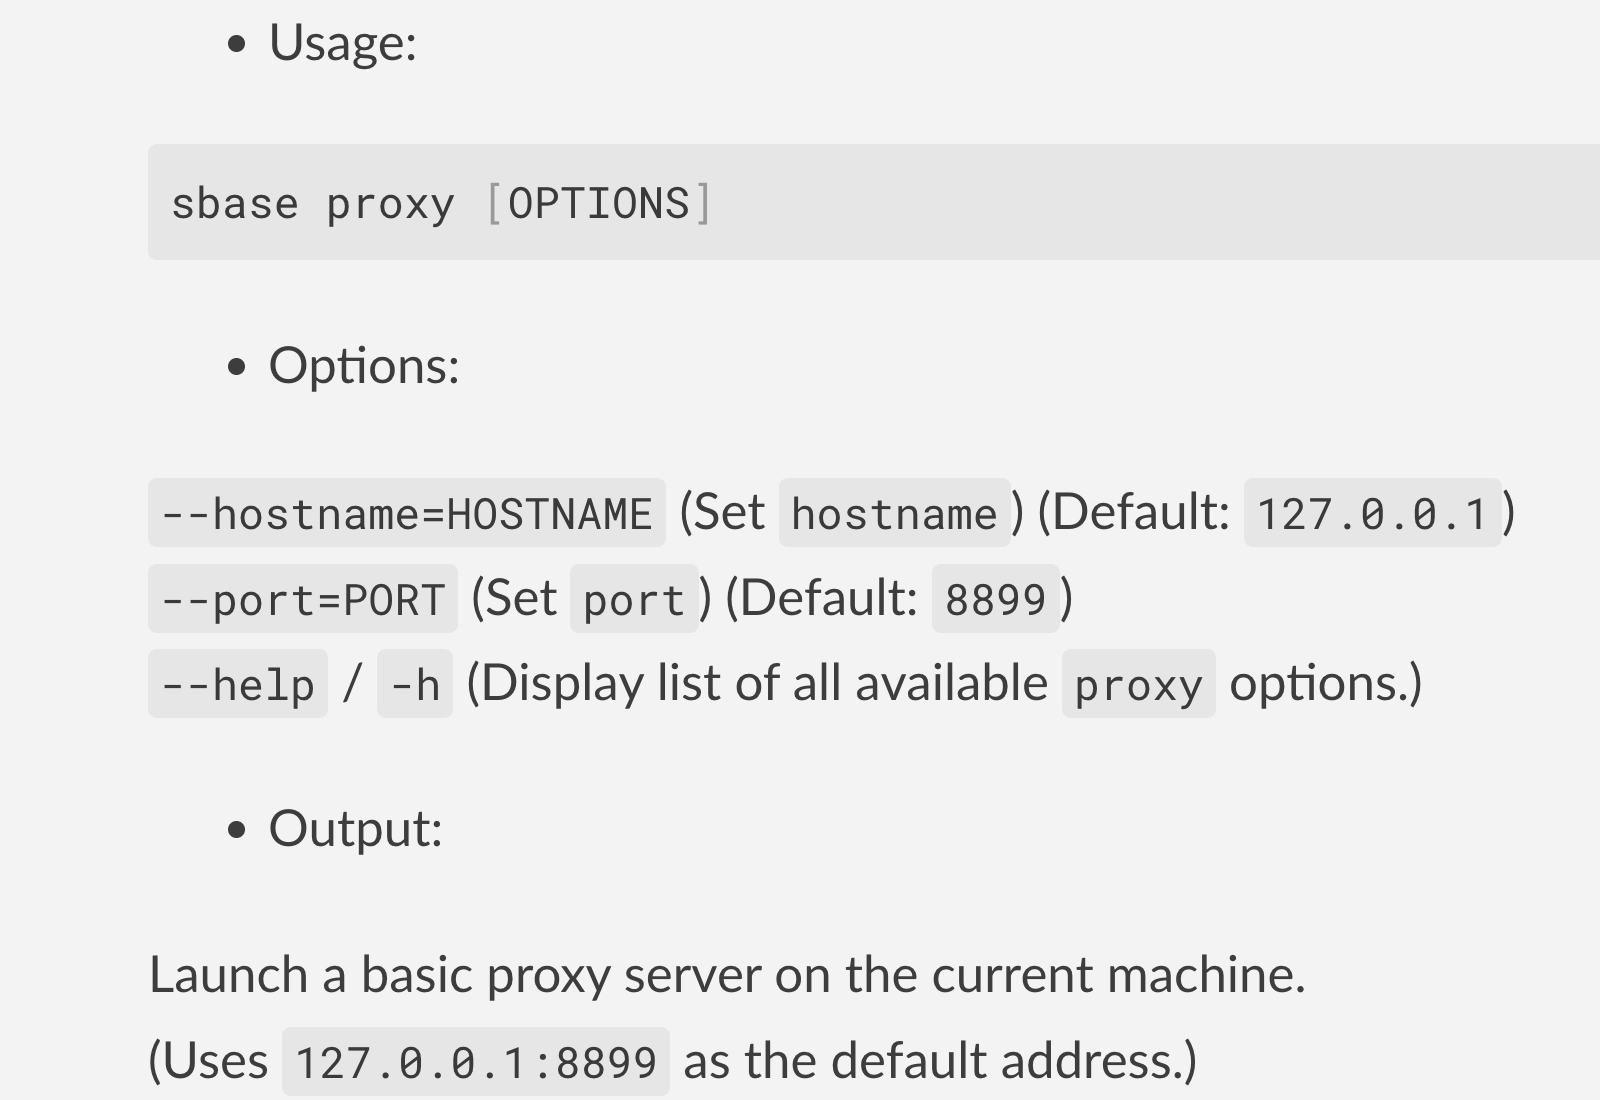 • Usage:
sbase proxy [OPTIONS]
• Options:
--hostname=HOSTNAME (Set hostname) (Default: 127.0.0.1)
--port=PORT (Set port) (Default: 8899)
--help / -h (Display list of all available proxy options.)
• Output:
Launch a basic proxy server on the current machine.
(Uses 127.0.0.1:8899 as the default address.)